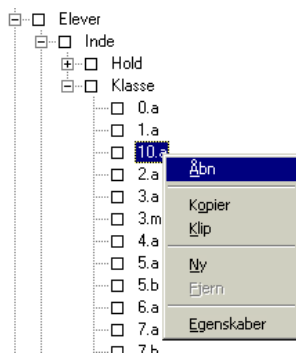 Elever
Inde
Hold
Klasse
0.a
1.a
10.a
2.a
3.a
3.m
4.a
5.a
5.b
6.a
7.a
7.b
Åbn
Kopier
Klip
Ny
Fjern
Egenskaber